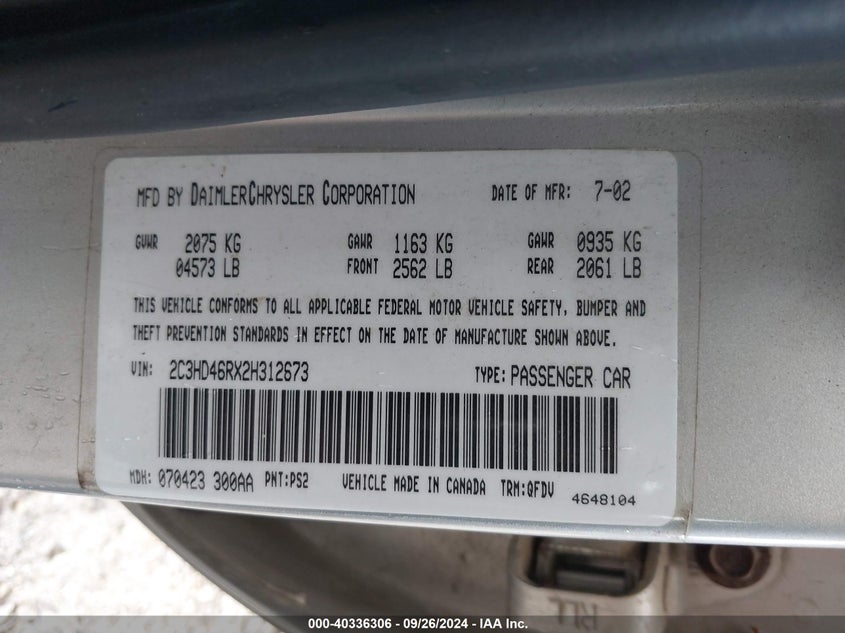 MFD BY DAIMLERCHRYSLER CORPORATION DATE OF MFR: 7-02
GVWR 2075 KG GAWR 1163 KG GAWR 0935 KG
04573 LB FRONT 2562 LB REAR 2061 LB
THIS VEHICLE CONFORMS TO ALL APPLICABLE FEDERAL MOTOR VEHICLE SAFETY, BUMPER AND
THEFT PREVENTION STANDARDS IN EFFECT ON THE DATE OF MANUFACTURE SHOWN ABOVE.
VIN: 2C3HD46RX2H312673 TYPE: PASSENGER CAR
MDH: 070423 300AA PNT:PS2 VEHICLE MADE IN CANADA TRM:QFDV 4648104
000-40336306 - 09/26/2024 - IAA Inc.